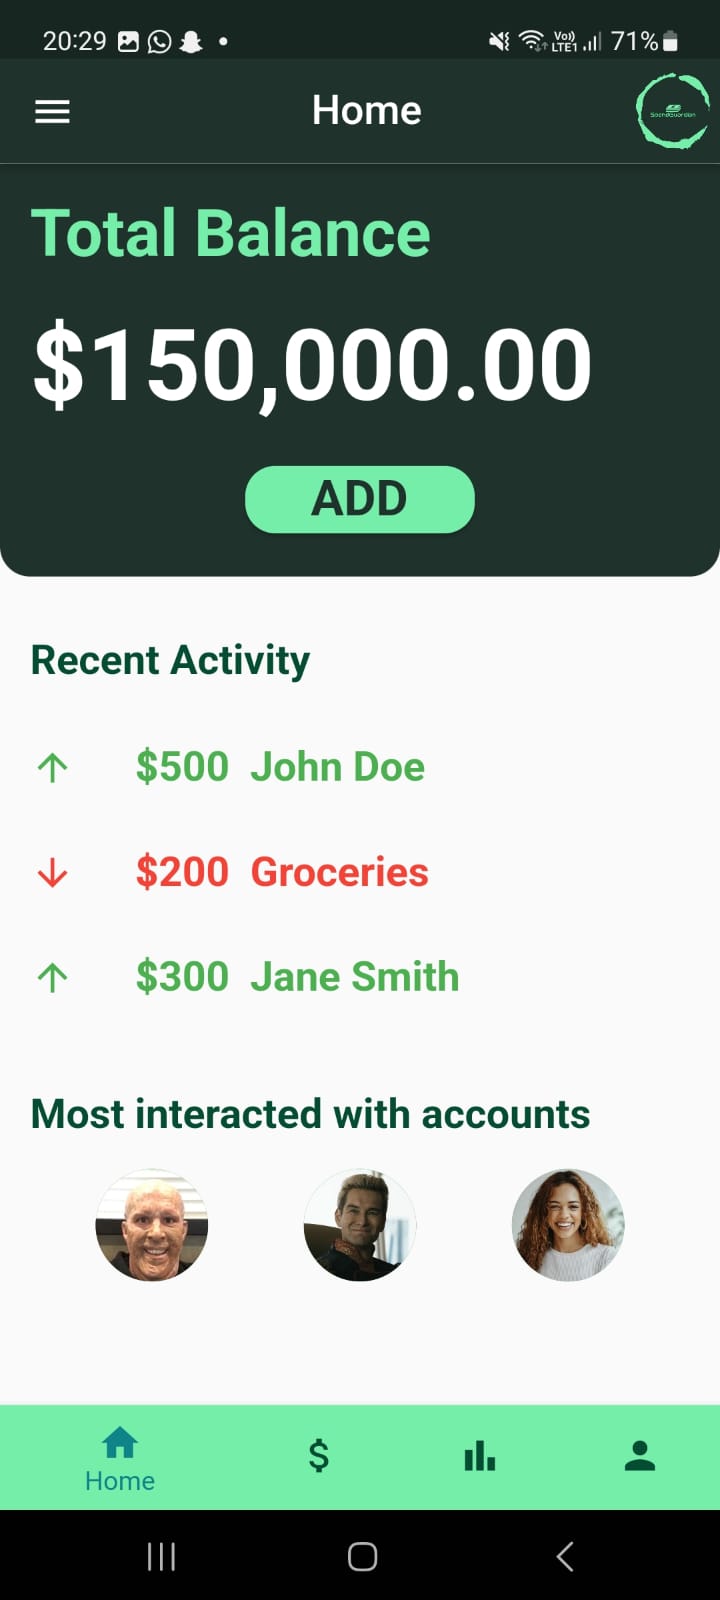 20:29
Vo))
LTE1
71%
Home
SpendGuardian
Total Balance
$150,000.00
ADD
Recent Activity
$500 John Doe
$200 Groceries
$300 Jane Smith
Most interacted with accounts
$
Home